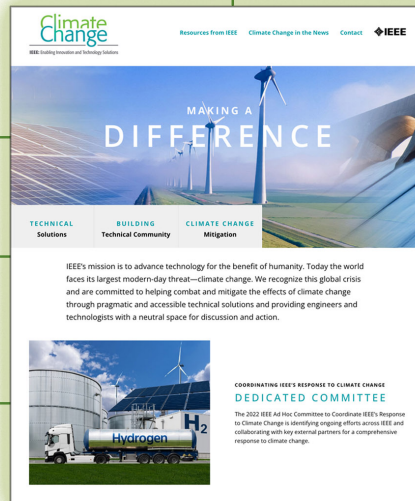 Climate
Change
IEEE: Enabling Innovation and Technology Solutions
Resources from IEEE
Climate Change in the News
Contact
IEEE
MAKING A
DIFFERENCE
TECHNICAL
Solutions
BUILDING
Technical Community
CLIMATE CHANGE
Mitigation
IEEE's mission is to advance technology for the benefit of humanity. Today the world
faces its largest modern-day threat—climate change. We recognize this global crisis
and are committed to helping combat and mitigate the effects of climate change
through pragmatic and accessible technical solutions and providing engineers and
technologists with a neutral space for discussion and action.
H2
Hydrogen
COORDINATING IEEE'S RESPONSE TO CLIMATE CHANGE
DEDICATED COMMITTEE
The 2022 IEEE Ad Hoc Committee to Coordinate IEEE's Response
to Climate Change is identifying ongoing efforts across IEEE and
collaborating with key external partners for a comprehensive
response to climate change.